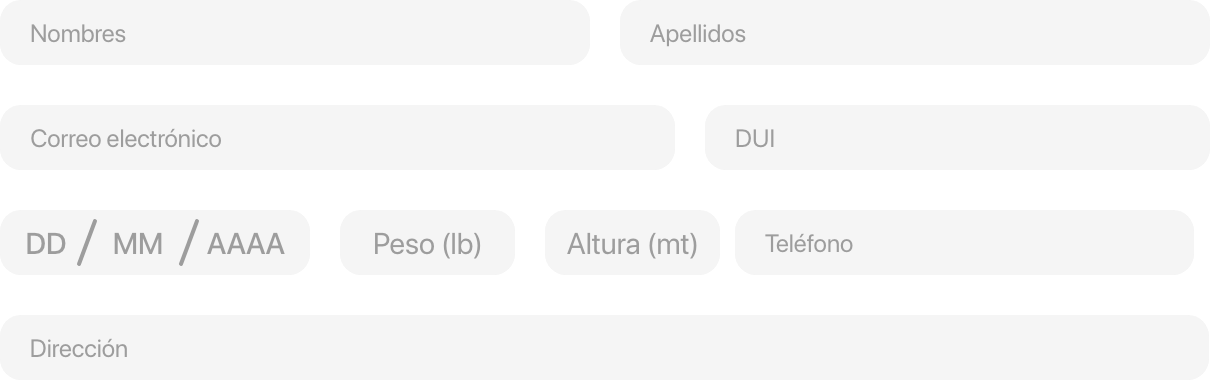 Nombres Apellidos
Correo electrónico DUI
DD / MM / AAAA Peso (lb) Altura (mt) Teléfono
Dirección